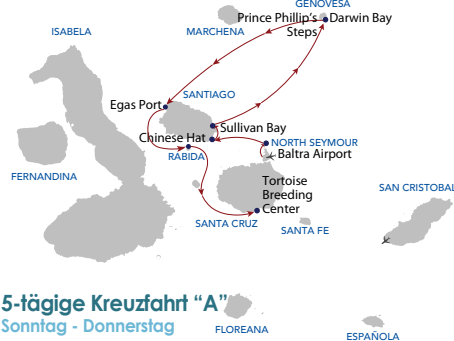 GENOVESA
ISABELA
MARCHENA
Prince Phillip's
Steps
Darwin Bay
SANTIAGO
Egas Port
Sullivan Bay
Chinese Hat
NORTH SEYMOUR
RABIDA
Baltra Airport
FERNANDINA
Tortoise
Breeding
Center
SAN CRISTOBAL
SANTA CRUZ
SANTA FE
5-tägige Kreuzfahrt “A”
Sonntag - Donnerstag
FLOREANA
ESPAÑOLA